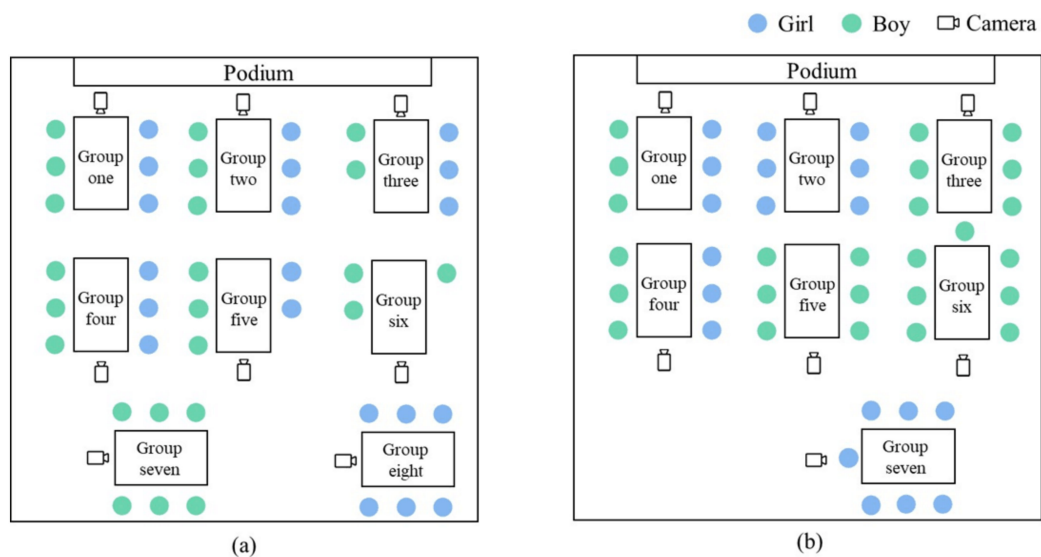 Girl Boy Camera
Podium
Group
one
Group
two
Group
three
Group
four
Group
five
Group
six
Group
seven
Group
eight
(a)
Podium
Group
one
Group
two
Group
three
Group
four
Group
five
Group
six
Group
seven
(b)